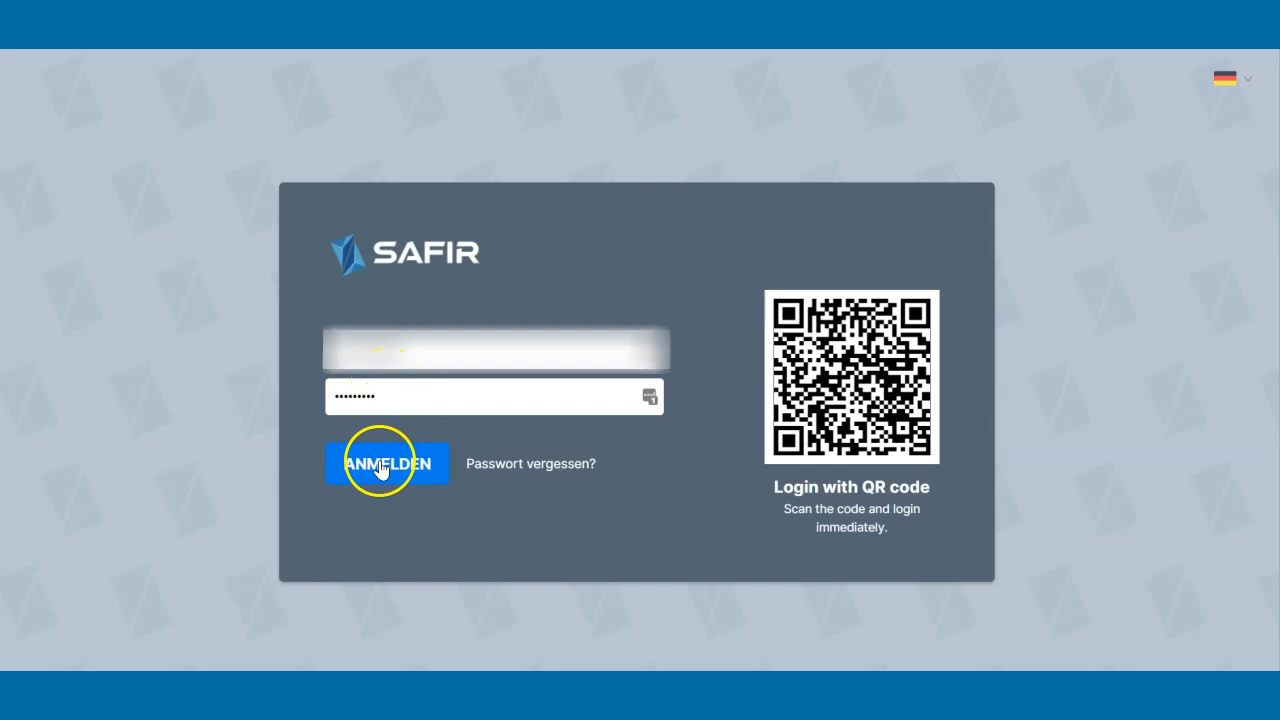 SAFIR
•••••••••
ANMELDEN
Passwort vergessen?
Login with QR code
Scan the code and login
immediately.